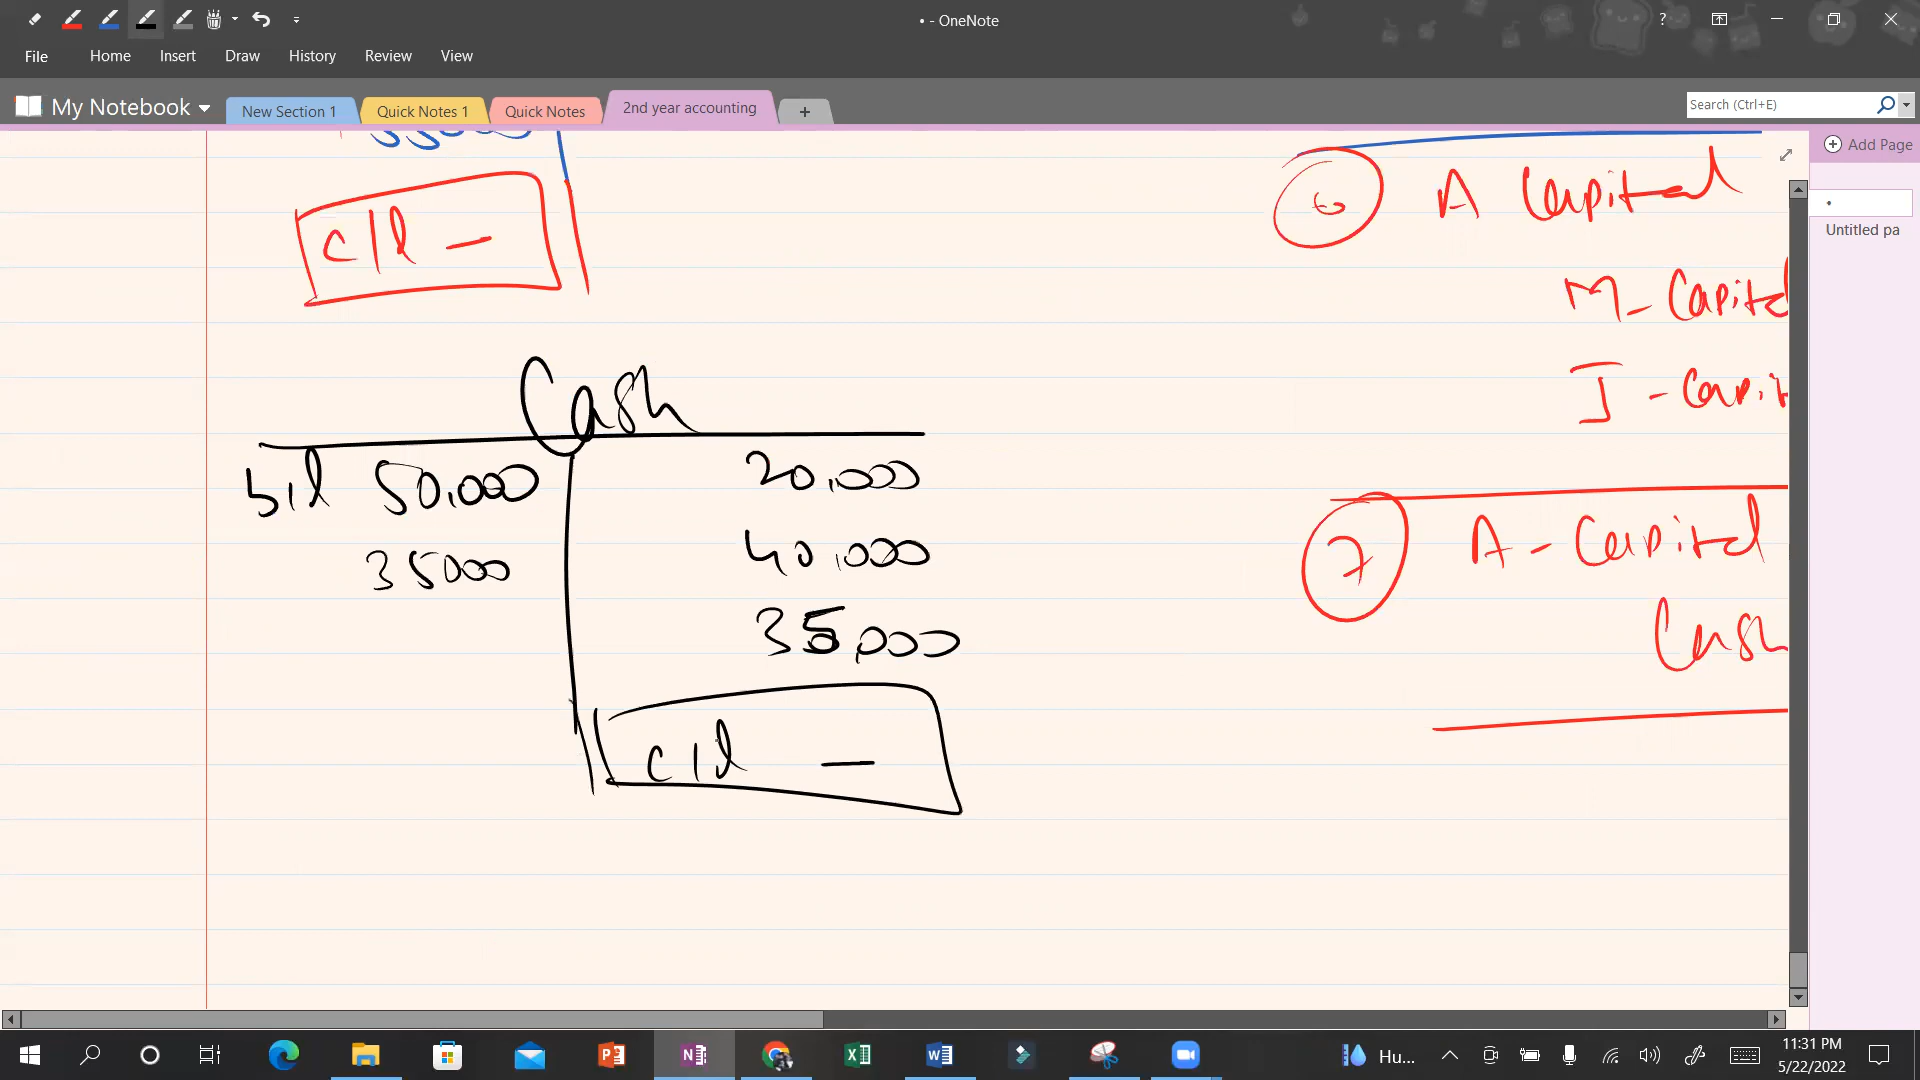 • - OneNote
?
File Home Insert Draw History Review View
My Notebook
New Section 1 Quick Notes 1 Quick Notes 2nd year accounting +
Search (Ctrl+E)
Add Page
•
Untitled pa
c/d -
6 A Capital
M- Capital
I - Capit
Cash
b/d 50,000 20,000
35000 40,000
35,000
c/d -
7 A - Capital
Cash
Hu...
11:31 PM
5/22/2022